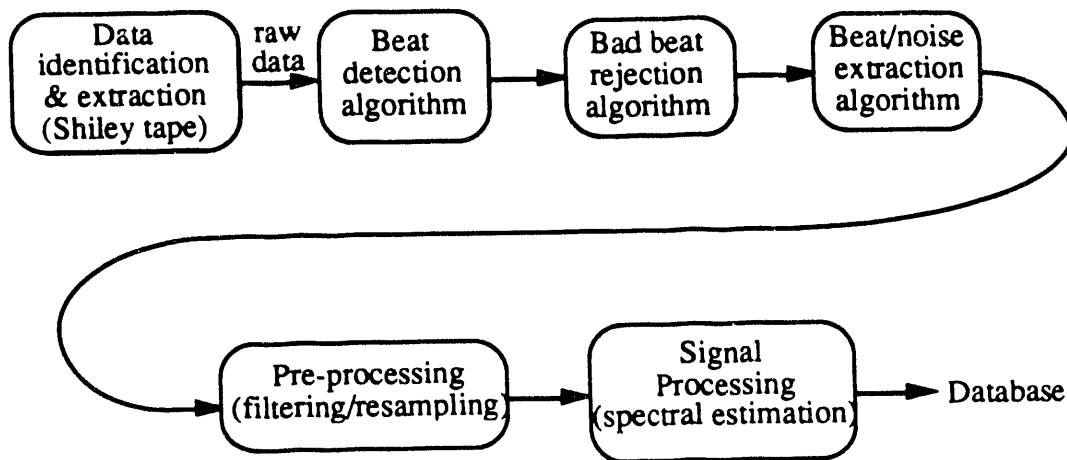 Data
identification
& extraction
(Shiley tape)
raw
data
Beat
detection
algorithm
Bad beat
rejection
algorithm
Beat/noise
extraction
algorithm
Pre-processing
(filtering/resampling)
Signal
Processing
(spectral estimation)
Database